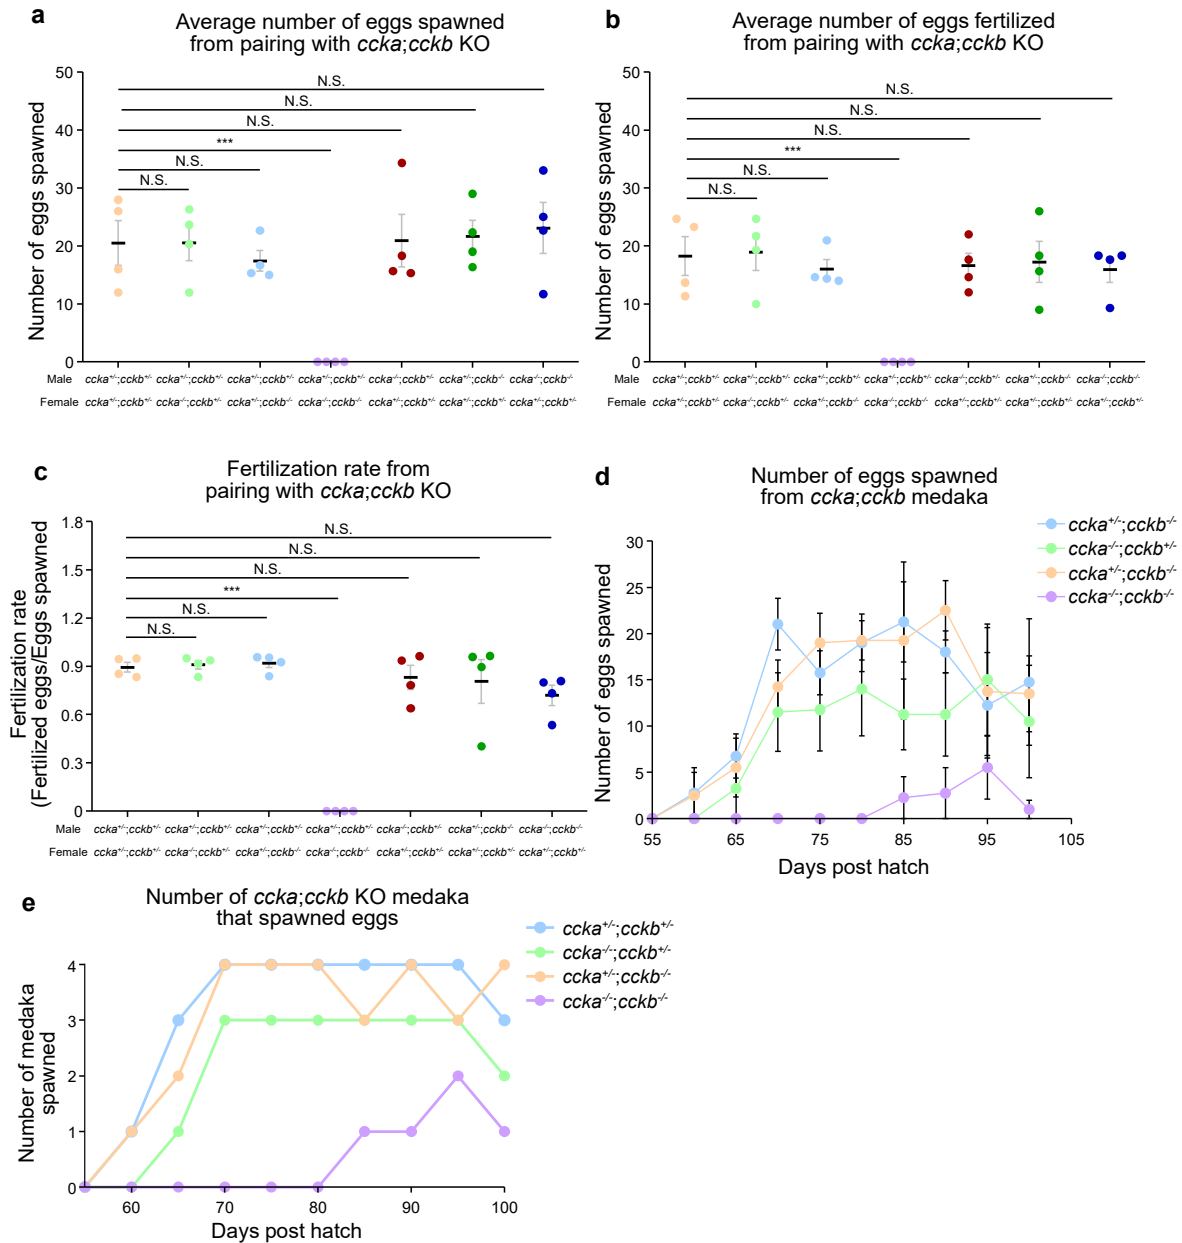 a
Average number of eggs spawned
from pairing with ccka;cckb KO
Number of eggs spawned
50
40
30
20
10
0
N.S.
N.S.
N.S.
***
N.S.
N.S.
Male ccka+/-;cckb+/- ccka+/-;cckb+/- ccka+/-;cckb+/- ccka+/-;cckb+/- ccka-/-;cckb+/- ccka+/-;cckb-/- ccka-/-;cckb-/-
Female ccka+/-;cckb+/- ccka-/-;cckb+/- ccka+/-;cckb-/- ccka-/-;cckb-/- ccka+/-;cckb+/- ccka+/-;cckb+/- ccka+/-;cckb+/-
b
Average number of eggs fertilized
from pairing with ccka;cckb KO
Number of eggs spawned
50
40
30
20
10
0
N.S.
N.S.
N.S.
***
N.S.
N.S.
Male ccka+/-;cckb+/- ccka+/-;cckb+/- ccka+/-;cckb+/- ccka+/-;cckb+/- ccka-/-;cckb+/- ccka+/-;cckb-/- ccka-/-;cckb-/-
Female ccka+/-;cckb+/- ccka-/-;cckb+/- ccka+/-;cckb-/- ccka-/-;cckb-/- ccka+/-;cckb+/- ccka+/-;cckb+/- ccka+/-;cckb+/-
c
Fertilization rate from
pairing with ccka;cckb KO
Fertilization rate
(Fertilized eggs/Eggs spawned)
1.8
1.5
1.2
0.9
0.6
0.3
0
N.S.
N.S.
N.S.
***
N.S.
N.S.
Male ccka+/-;cckb+/- ccka+/-;cckb+/- ccka+/-;cckb+/- ccka+/-;cckb+/- ccka-/-;cckb+/- ccka+/-;cckb-/- ccka-/-;cckb-/-
Female ccka+/-;cckb+/- ccka-/-;cckb+/- ccka+/-;cckb-/- ccka-/-;cckb-/- ccka+/-;cckb+/- ccka+/-;cckb+/- ccka+/-;cckb+/-
d
Number of eggs spawned
from ccka;cckb medaka
Number of eggs spawned
30
25
20
15
10
5
0
55 65 75 85 95 105
Days post hatch
ccka+/-;cckb-/-
ccka-/-;cckb+/-
ccka+/-;cckb-/-
ccka-/-;cckb-/-
e
Number of ccka;cckb KO medaka
that spawned eggs
Number of medaka
spawned
4
3
2
1
0
60 70 80 90 100
Days post hatch
ccka+/-;cckb+/-
ccka-/-;cckb+/-
ccka+/-;cckb-/-
ccka-/-;cckb-/-